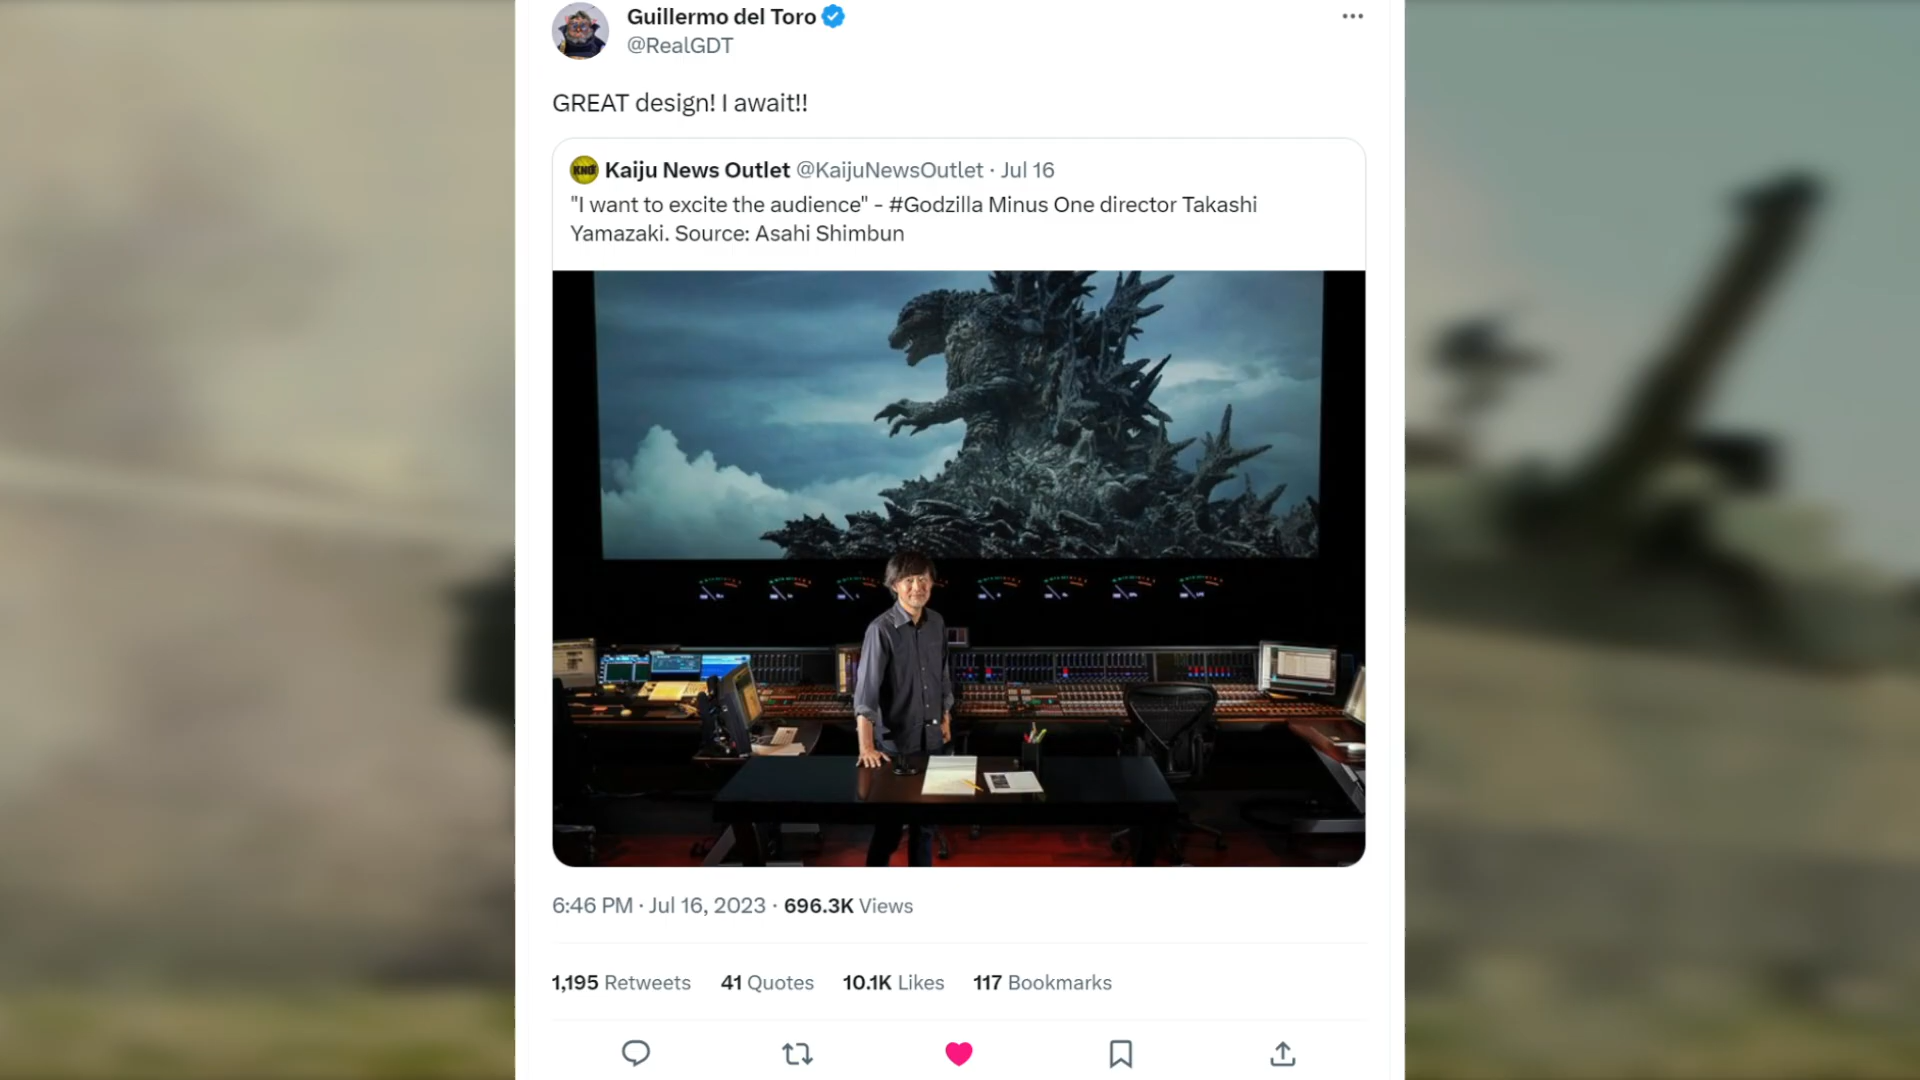 Guillermo del Toro
@RealGDT
GREAT design! I await!!
KNO Kaiju News Outlet @KaijuNewsOutlet · Jul 16
"I want to excite the audience" - #Godzilla Minus One director Takashi
Yamazaki. Source: Asahi Shimbun
6:46 PM · Jul 16, 2023 · 696.3K Views
1,195 Retweets 41 Quotes 10.1K Likes 117 Bookmarks